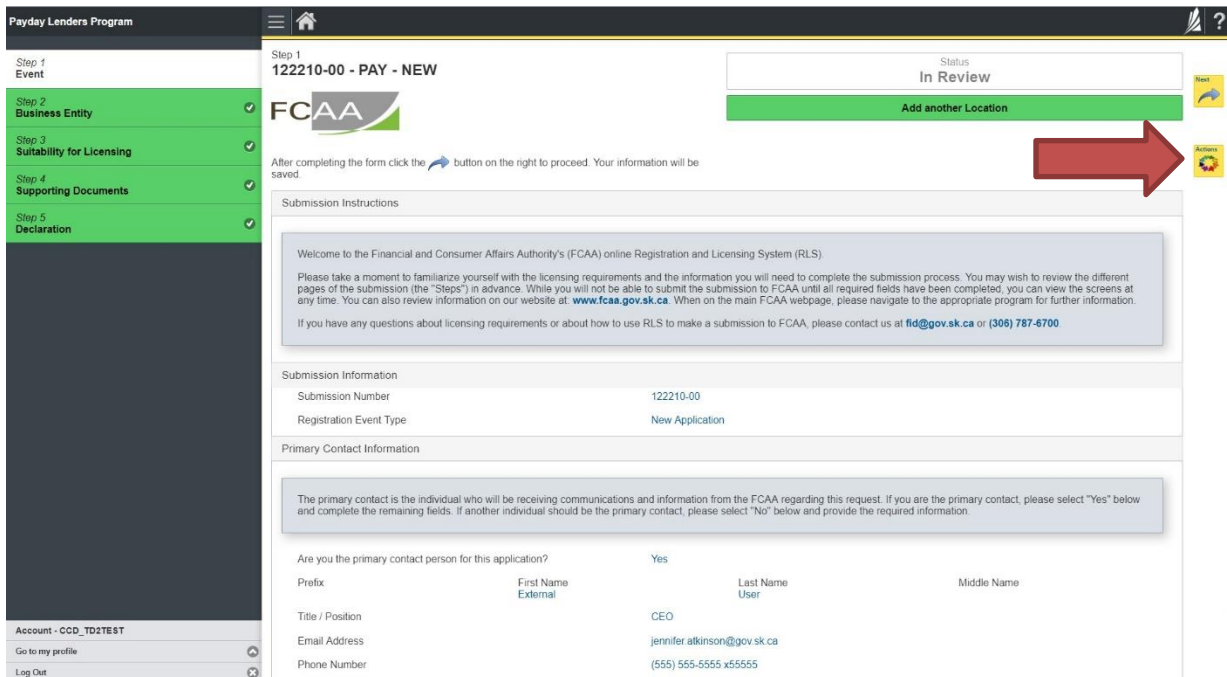 Payday Lenders Program
?
Step 1
Event
Step 2
Business Entity
Step 3
Suitability for Licensing
Step 4
Supporting Documents
Step 5
Declaration
Account - CCD_TD2TEST
Go to my profile
Log Out
Step 1
122210-00 - PAY - NEW
FCAA
Status
In Review
Add another Location
Next
Actions
After completing the form click the button on the right to proceed. Your information will be
saved.
Submission Instructions
Welcome to the Financial and Consumer Affairs Authority's (FCAA) online Registration and Licensing System (RLS).
Please take a moment to familiarize yourself with the licensing requirements and the information you will need to complete the submission process. You may wish to review the different
pages of the submission (the "Steps") in advance. While you will not be able to submit the submission to FCAA until all required fields have been completed, you can view the screens at
any time. You can also review information on our website at: www.fcaa.gov.sk.ca. When on the main FCAA webpage, please navigate to the appropriate program for further information.
If you have any questions about licensing requirements or about how to use RLS to make a submission to FCAA, please contact us at fid@gov.sk.ca or (306) 787-6700.
Submission Information
Submission Number 122210-00
Registration Event Type New Application
Primary Contact Information
The primary contact is the individual who will be receiving communications and information from the FCAA regarding this request. If you are the primary contact, please select "Yes" below
and complete the remaining fields. If another individual should be the primary contact, please select "No" below and provide the required information.
Are you the primary contact person for this application? Yes
Prefix First Name Last Name Middle Name
External User
Title / Position CEO
Email Address jennifer.atkinson@gov.sk.ca
Phone Number (555) 555-5555 x55555